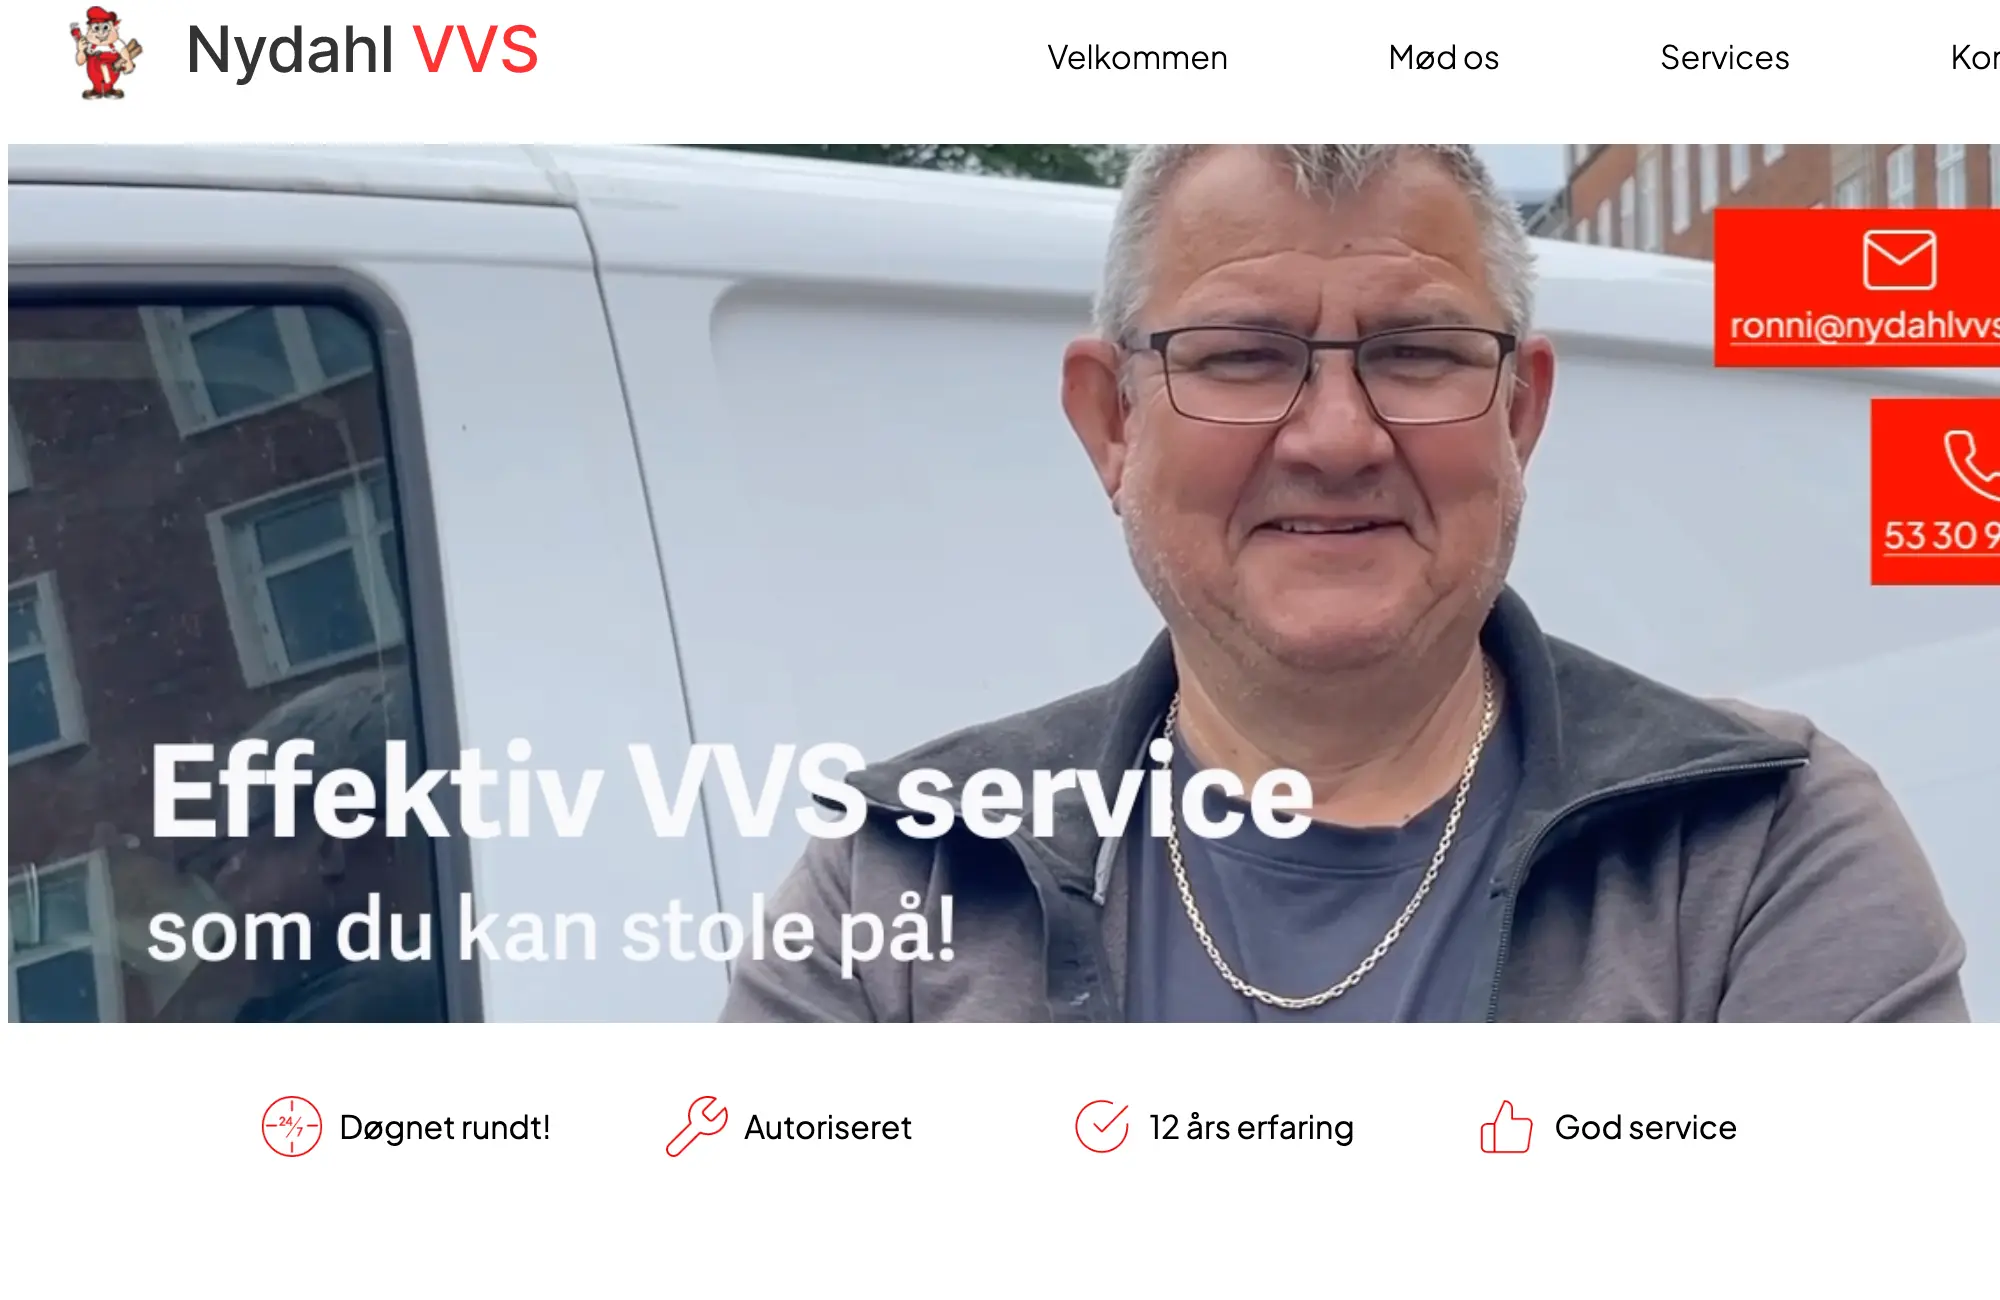 Nydahl VVS
Velkommen
Mød os
Services
ronni@nydahlvvs
53 30 9
Effektiv VVS service
som du kan stole på!
24/7
Døgnet rundt!
Autoriseret
12 års erfaring
God service